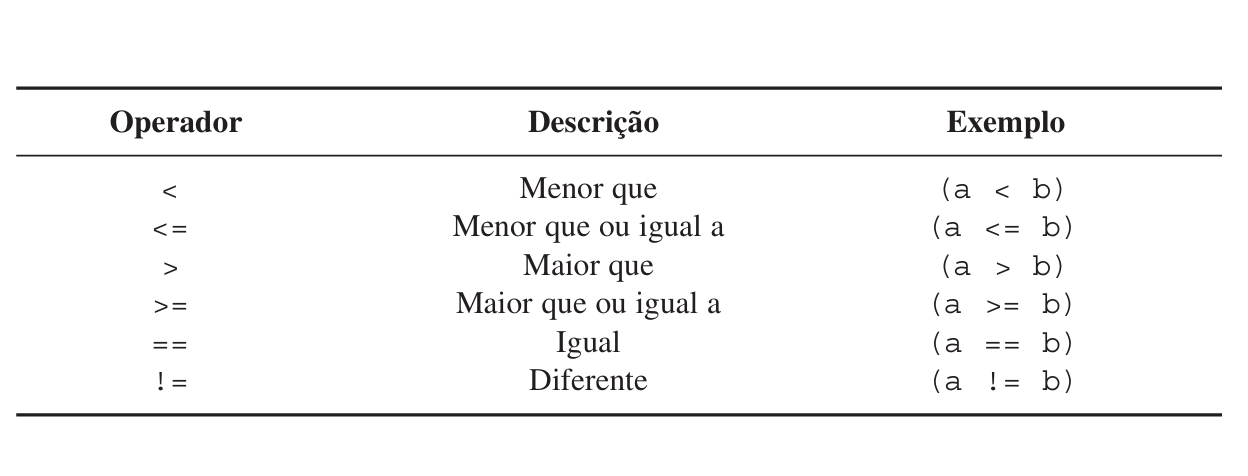 Operador Descrição Exemplo
< Menor que (a < b)
<= Menor que ou igual a (a <= b)
> Maior que (a > b)
>= Maior que ou igual a (a >= b)
== Igual (a == b)
!= Diferente (a != b)